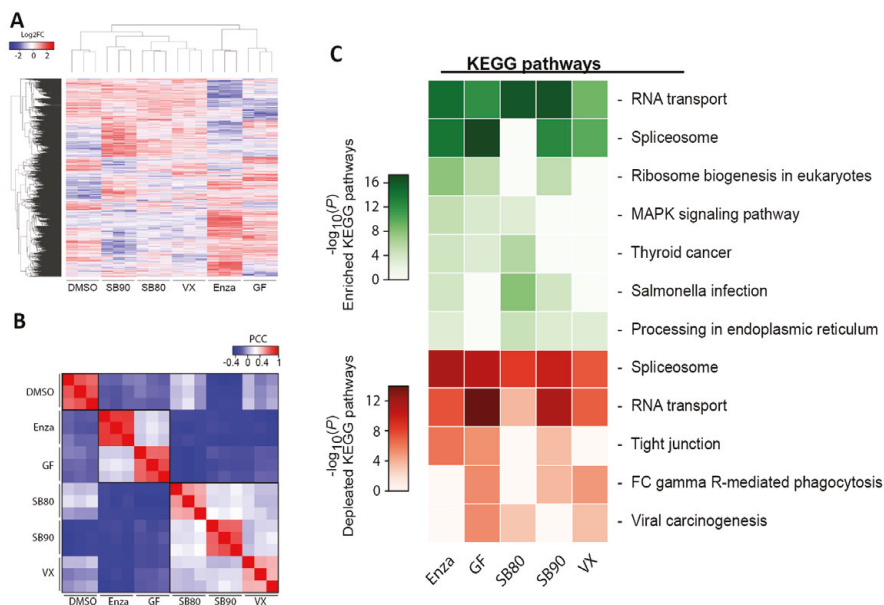 A
Log2FC
-2 0 2
DMSO SB90 SB80 VX Enza GF
B
PCC
-0.4 0 1
DMSO
Enza
GF
SB80
SB90
VX
DMSO Enza GF SB80 SB90 VX
C
KEGG pathways
- RNA transport
- Spliceosome
- Ribosome biogenesis in eukaryotes
- MAPK signaling pathway
- Thyroid cancer
- Salmonella infection
- Processing in endoplasmic reticulum
- Spliceosome
- RNA transport
- Tight junction
- FC gamma R-mediated phagocytosis
- Viral carcinogenesis
-log10(P)
Enriched KEGG pathways
16
12
8
4
0
-log10(P)
Depleated KEGG pathways
12
8
4
0
Enza GF SB80 SB90 VX